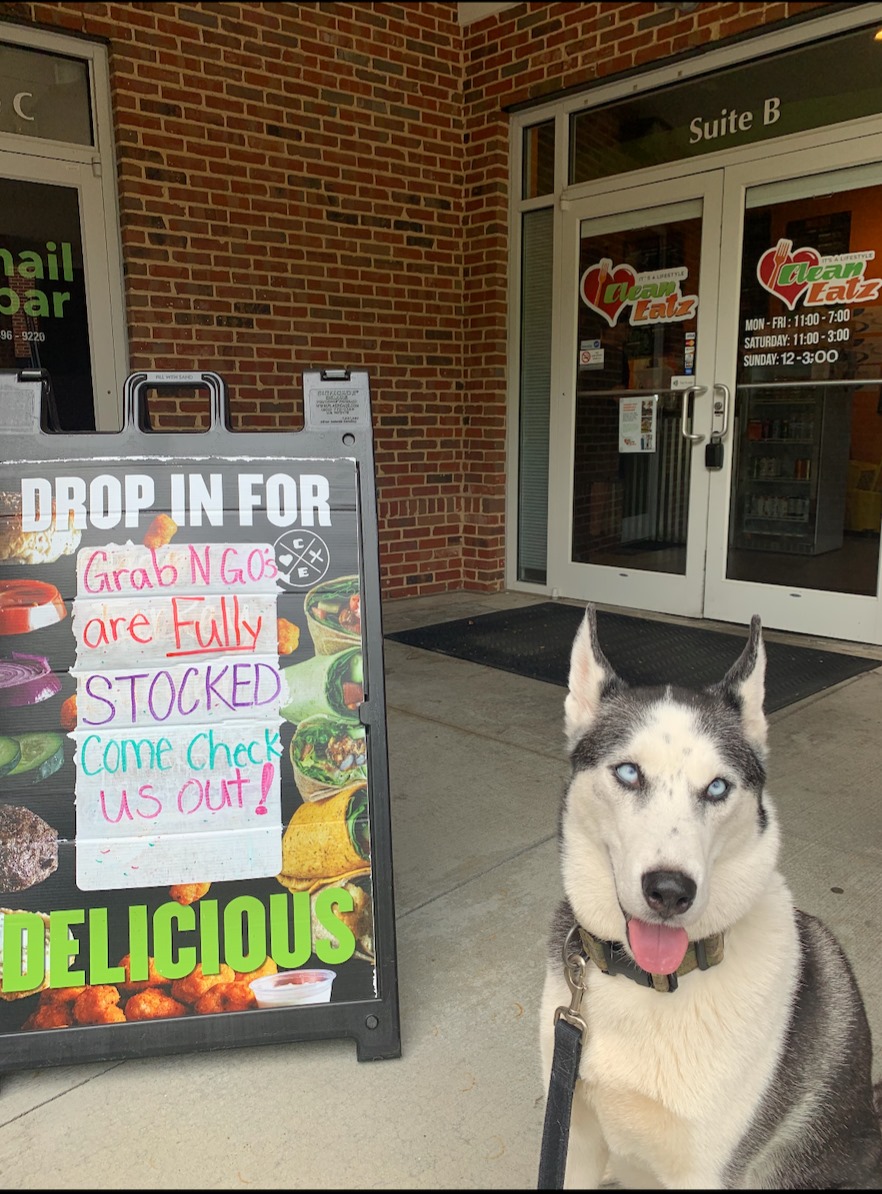 C
Suite B
nail
bar
96 - 9220
IT'S A LIFESTYLE
Clean
Eatz
IT'S A LIFESTYLE
Clean
Eatz
MON - FRI : 11:00 - 7:00
SATURDAY: 11:00 - 3:00
SUNDAY: 12-3:00
DROP IN FOR
C
X
E
Grab N GO's
are Fully
STOCKED
Come Check
us out!
DELICIOUS